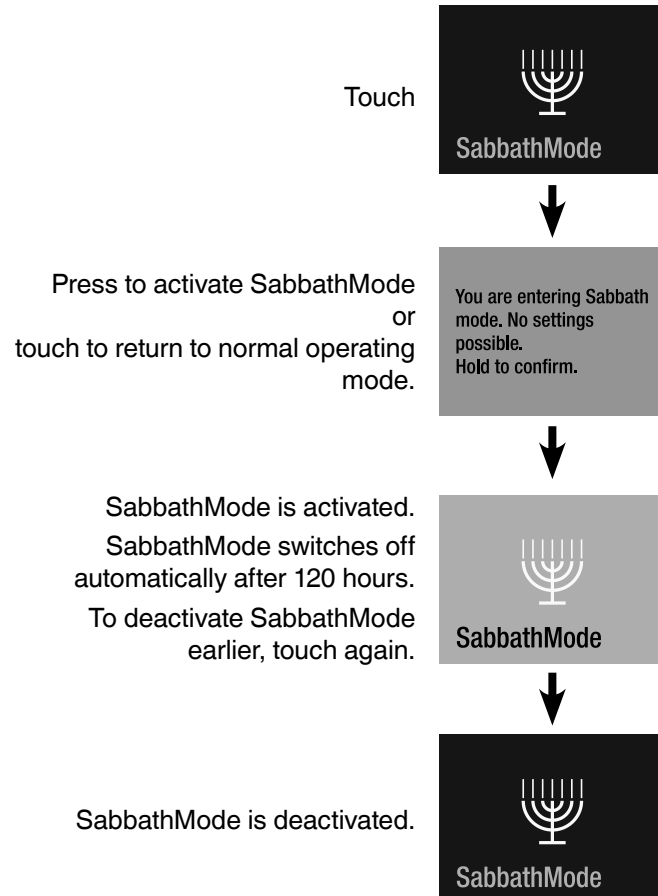 Touch
SabbathMode
Press to activate SabbathMode
or
touch to return to normal operating
mode.
You are entering Sabbath
mode. No settings
possible.
Hold to confirm.
SabbathMode is activated.
SabbathMode switches off
automatically after 120 hours.
To deactivate SabbathMode
earlier, touch again.
SabbathMode
SabbathMode is deactivated.
SabbathMode